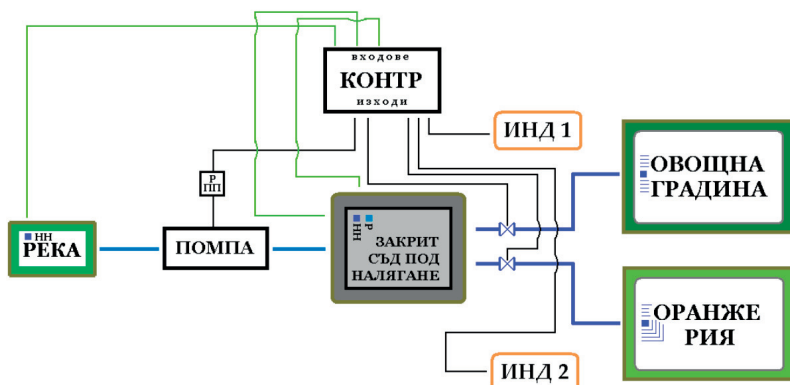 входове
КОНТР
изходи
ИНД 1
ОВОЩНА
ГРАДИНА
Р
ПП
НН
РЕКА
ПОМПА
Р
НН
ЗАКРИТ
СЪД ПОД
НАЛЯГАНЕ
ОРАНЖЕ
РИЯ
ИНД 2